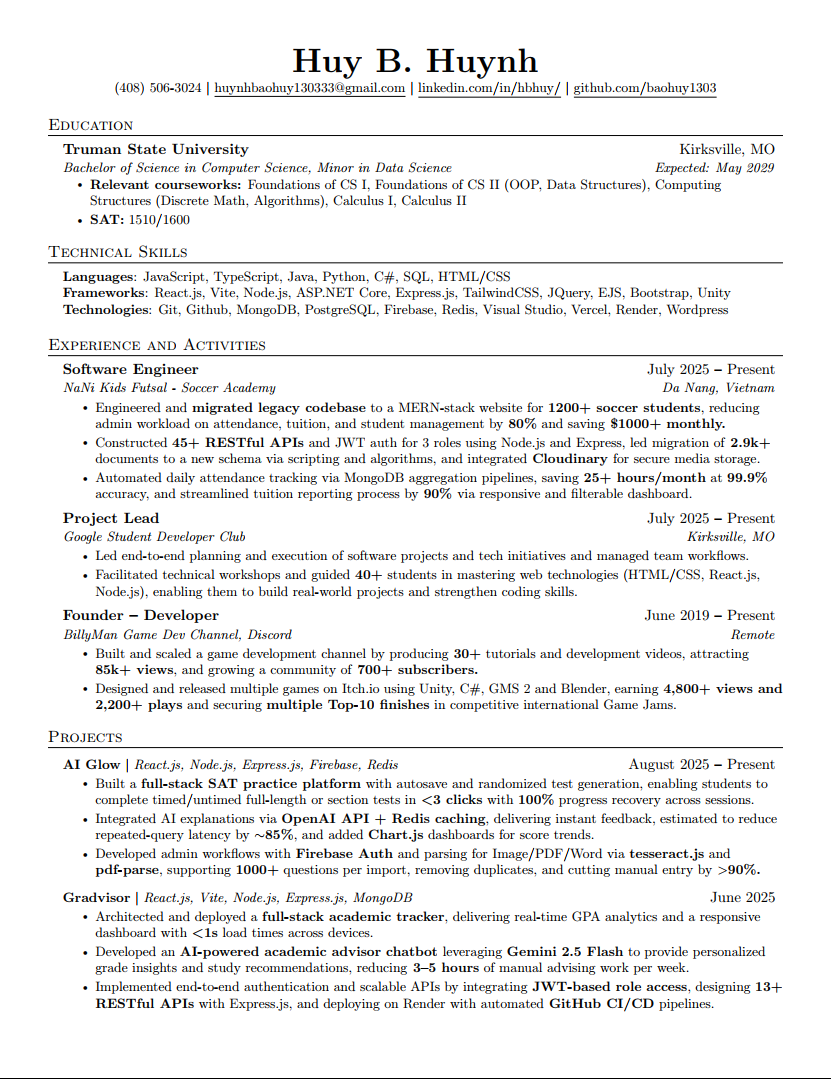 Huy B. Huynh
(408) 506-3024 | huynhbaohuy130333@gmail.com | linkedin.com/in/hbhuy/ | github.com/baohuy1303
Education
Truman State University Kirksville, MO
Bachelor of Science in Computer Science, Minor in Data Science Expected: May 2029
• Relevant courseworks: Foundations of CS I, Foundations of CS II (OOP, Data Structures), Computing
Structures (Discrete Math, Algorithms), Calculus I, Calculus II
• SAT: 1510/1600
Technical Skills
Languages: JavaScript, TypeScript, Java, Python, C#, SQL, HTML/CSS
Frameworks: React.js, Vite, Node.js, ASP.NET Core, Express.js, TailwindCSS, JQuery, EJS, Bootstrap, Unity
Technologies: Git, Github, MongoDB, PostgreSQL, Firebase, Redis, Visual Studio, Vercel, Render, Wordpress
Experience and Activities
Software Engineer July 2025 – Present
NaNi Kids Futsal - Soccer Academy Da Nang, Vietnam
• Engineered and migrated legacy codebase to a MERN-stack website for 1200+ soccer students, reducing
admin workload on attendance, tuition, and student management by 80% and saving $1000+ monthly.
• Constructed 45+ RESTful APIs and JWT auth for 3 roles using Node.js and Express, led migration of 2.9k+
documents to a new schema via scripting and algorithms, and integrated Cloudinary for secure media storage.
• Automated daily attendance tracking via MongoDB aggregation pipelines, saving 25+ hours/month at 99.9%
accuracy, and streamlined tuition reporting process by 90% via responsive and filterable dashboard.
Project Lead July 2025 – Present
Google Student Developer Club Kirksville, MO
• Led end-to-end planning and execution of software projects and tech initiatives and managed team workflows.
• Facilitated technical workshops and guided 40+ students in mastering web technologies (HTML/CSS, React.js,
Node.js), enabling them to build real-world projects and strengthen coding skills.
Founder – Developer June 2019 – Present
BillyMan Game Dev Channel, Discord Remote
• Built and scaled a game development channel by producing 30+ tutorials and development videos, attracting
85k+ views, and growing a community of 700+ subscribers.
• Designed and released multiple games on Itch.io using Unity, C#, GMS 2 and Blender, earning 4,800+ views and
2,200+ plays and securing multiple Top-10 finishes in competitive international Game Jams.
Projects
AI Glow | React.js, Node.js, Express.js, Firebase, Redis August 2025 – Present
• Built a full-stack SAT practice platform with autosave and randomized test generation, enabling students to
complete timed/untimed full-length or section tests in <3 clicks with 100% progress recovery across sessions.
• Integrated AI explanations via OpenAI API + Redis caching, delivering instant feedback, estimated to reduce
repeated-query latency by ~85%, and added Chart.js dashboards for score trends.
• Developed admin workflows with Firebase Auth and parsing for Image/PDF/Word via tesseract.js and
pdf-parse, supporting 1000+ questions per import, removing duplicates, and cutting manual entry by >90%.
Gradvisor | React.js, Vite, Node.js, Express.js, MongoDB June 2025
• Architected and deployed a full-stack academic tracker, delivering real-time GPA analytics and a responsive
dashboard with <1s load times across devices.
• Developed an AI-powered academic advisor chatbot leveraging Gemini 2.5 Flash to provide personalized
grade insights and study recommendations, reducing 3–5 hours of manual advising work per week.
• Implemented end-to-end authentication and scalable APIs by integrating JWT-based role access, designing 13+
RESTful APIs with Express.js, and deploying on Render with automated GitHub CI/CD pipelines.